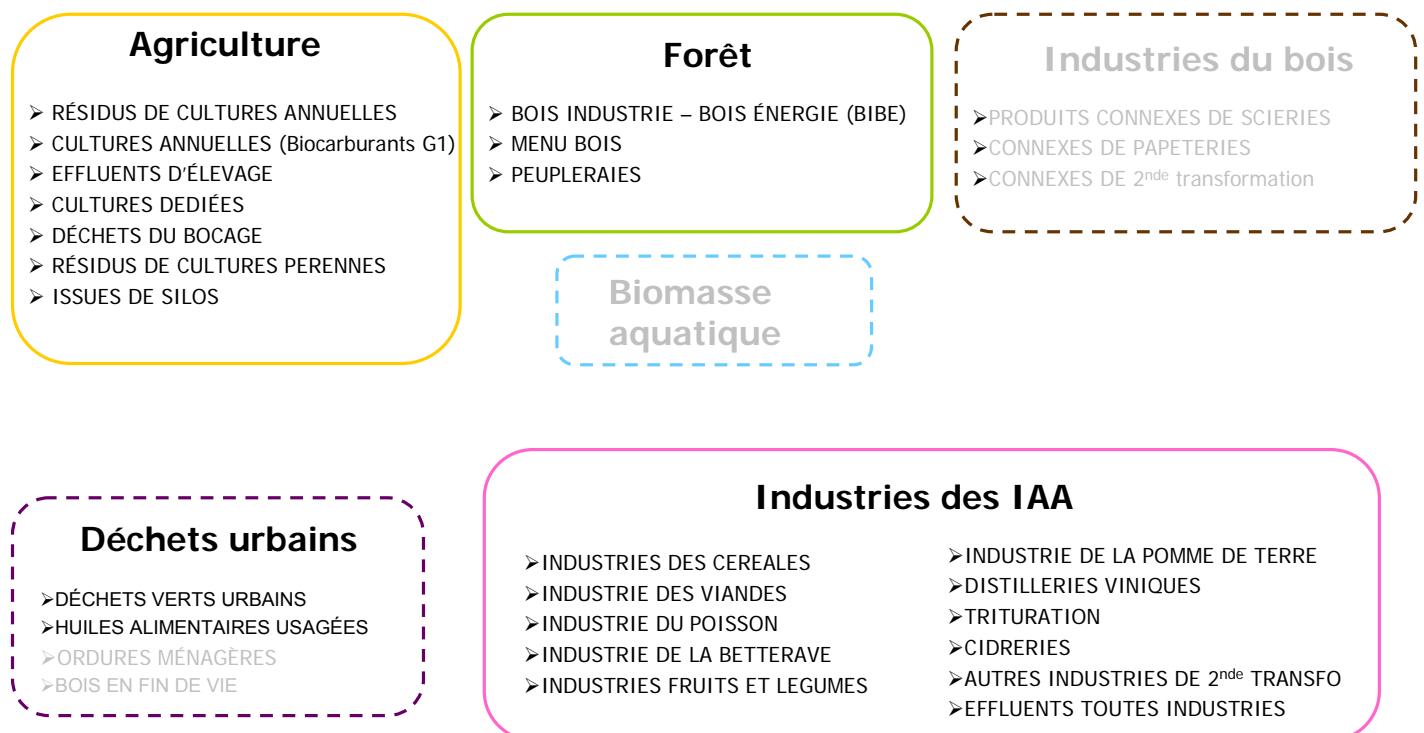 Agriculture
➢ RÉSIDUS DE CULTURES ANNUELLES
➢ CULTURES ANNUELLES (Biocarburants G1)
➢ EFFLUENTS D'ÉLEVAGE
➢ CULTURES DEDIÉES
➢ DÉCHETS DU BOCAGE
➢ RÉSIDUS DE CULTURES PERENNES
➢ ISSUES DE SILOS
Forêt
➢ BOIS INDUSTRIE – BOIS ÉNERGIE (BIBE)
➢ MENU BOIS
➢ PEUPLERAIES
Industries du bois
➢PRODUITS CONNEXES DE SCIERIES
➢CONNEXES DE PAPETERIES
➢CONNEXES DE 2nde transformation
Biomasse
aquatique
Déchets urbains
➢DÉCHETS VERTS URBAINS
➢HUILES ALIMENTAIRES USAGÉES
➢ORDURES MÉNAGÈRES
➢BOIS EN FIN DE VIE
Industries des IAA
➢INDUSTRIES DES CEREALES
➢INDUSTRIE DES VIANDES
➢INDUSTRIE DU POISSON
➢INDUSTRIE DE LA BETTERAVE
➢INDUSTRIES FRUITS ET LEGUMES
➢INDUSTRIE DE LA POMME DE TERRE
➢DISTILLERIES VINIQUES
➢TRITURATION
➢CIDRERIES
➢AUTRES INDUSTRIES DE 2nde TRANSFO
➢EFFLUENTS TOUTES INDUSTRIES